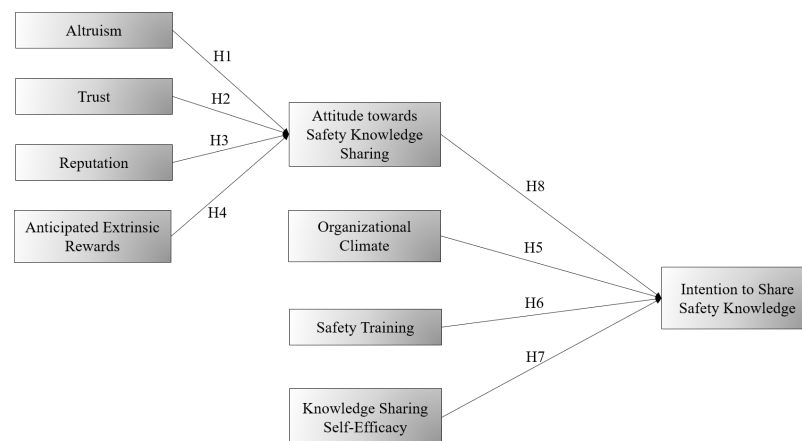 Altruism
H1
Trust
H2
Reputation
H3
Anticipated Extrinsic
Rewards
H4
Attitude towards
Safety Knowledge
Sharing
H8
Organizational
Climate
H5
Safety Training
H6
Knowledge Sharing
Self-Efficacy
H7
Intention to Share
Safety Knowledge